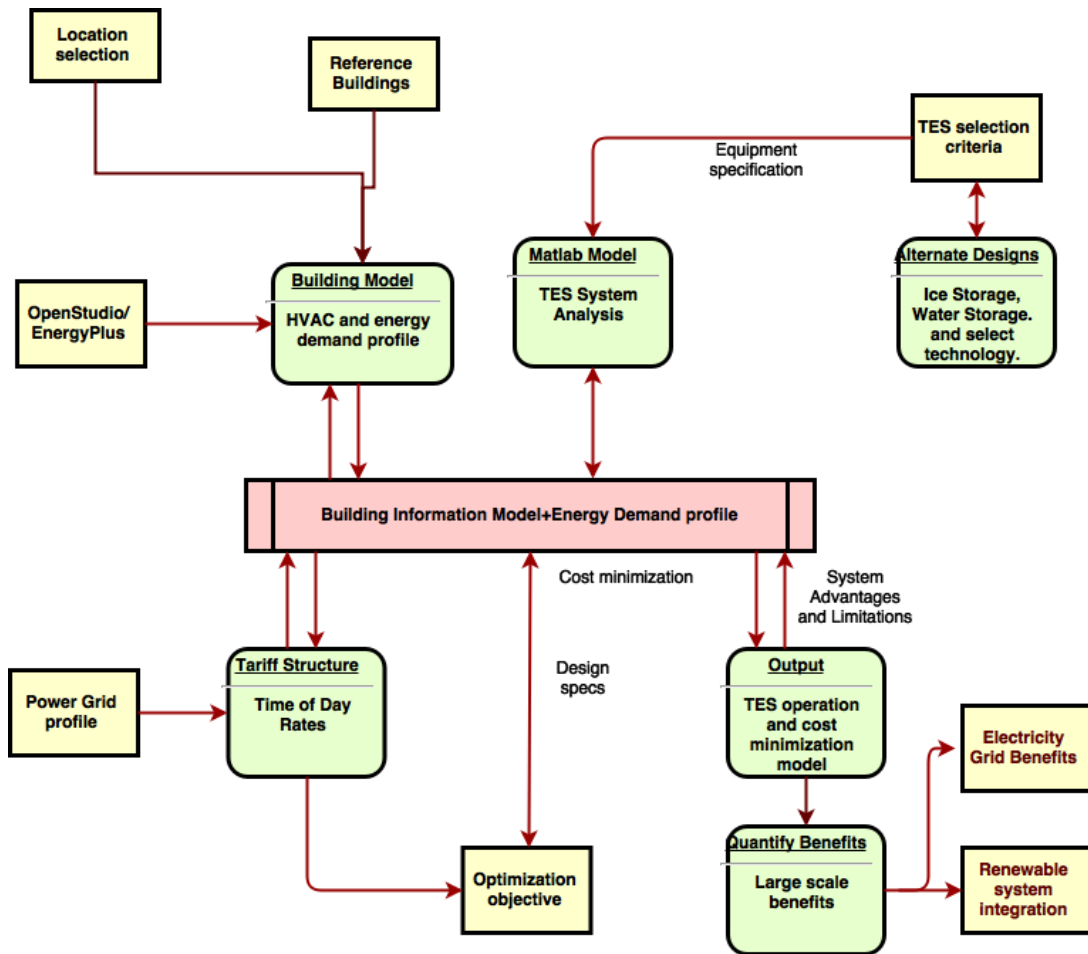 Location
selection
Reference
Buildings
TES selection
criteria
Equipment
specification
Building Model
HVAC and energy
demand profile
Matlab Model
TES System
Analysis
Alternate Designs
Ice Storage,
Water Storage.
and select
technology.
OpenStudio/
EnergyPlus
Building Information Model+Energy Demand profile
Cost minimization
System
Advantages
and Limitations
Tariff Structure
Time of Day
Rates
Design
specs
Output
TES operation
and cost
minimization
model
Power Grid
profile
Electricity
Grid Benefits
Optimization
objective
Quantify Benefits
Large scale
benefits
Renewable
system
integration